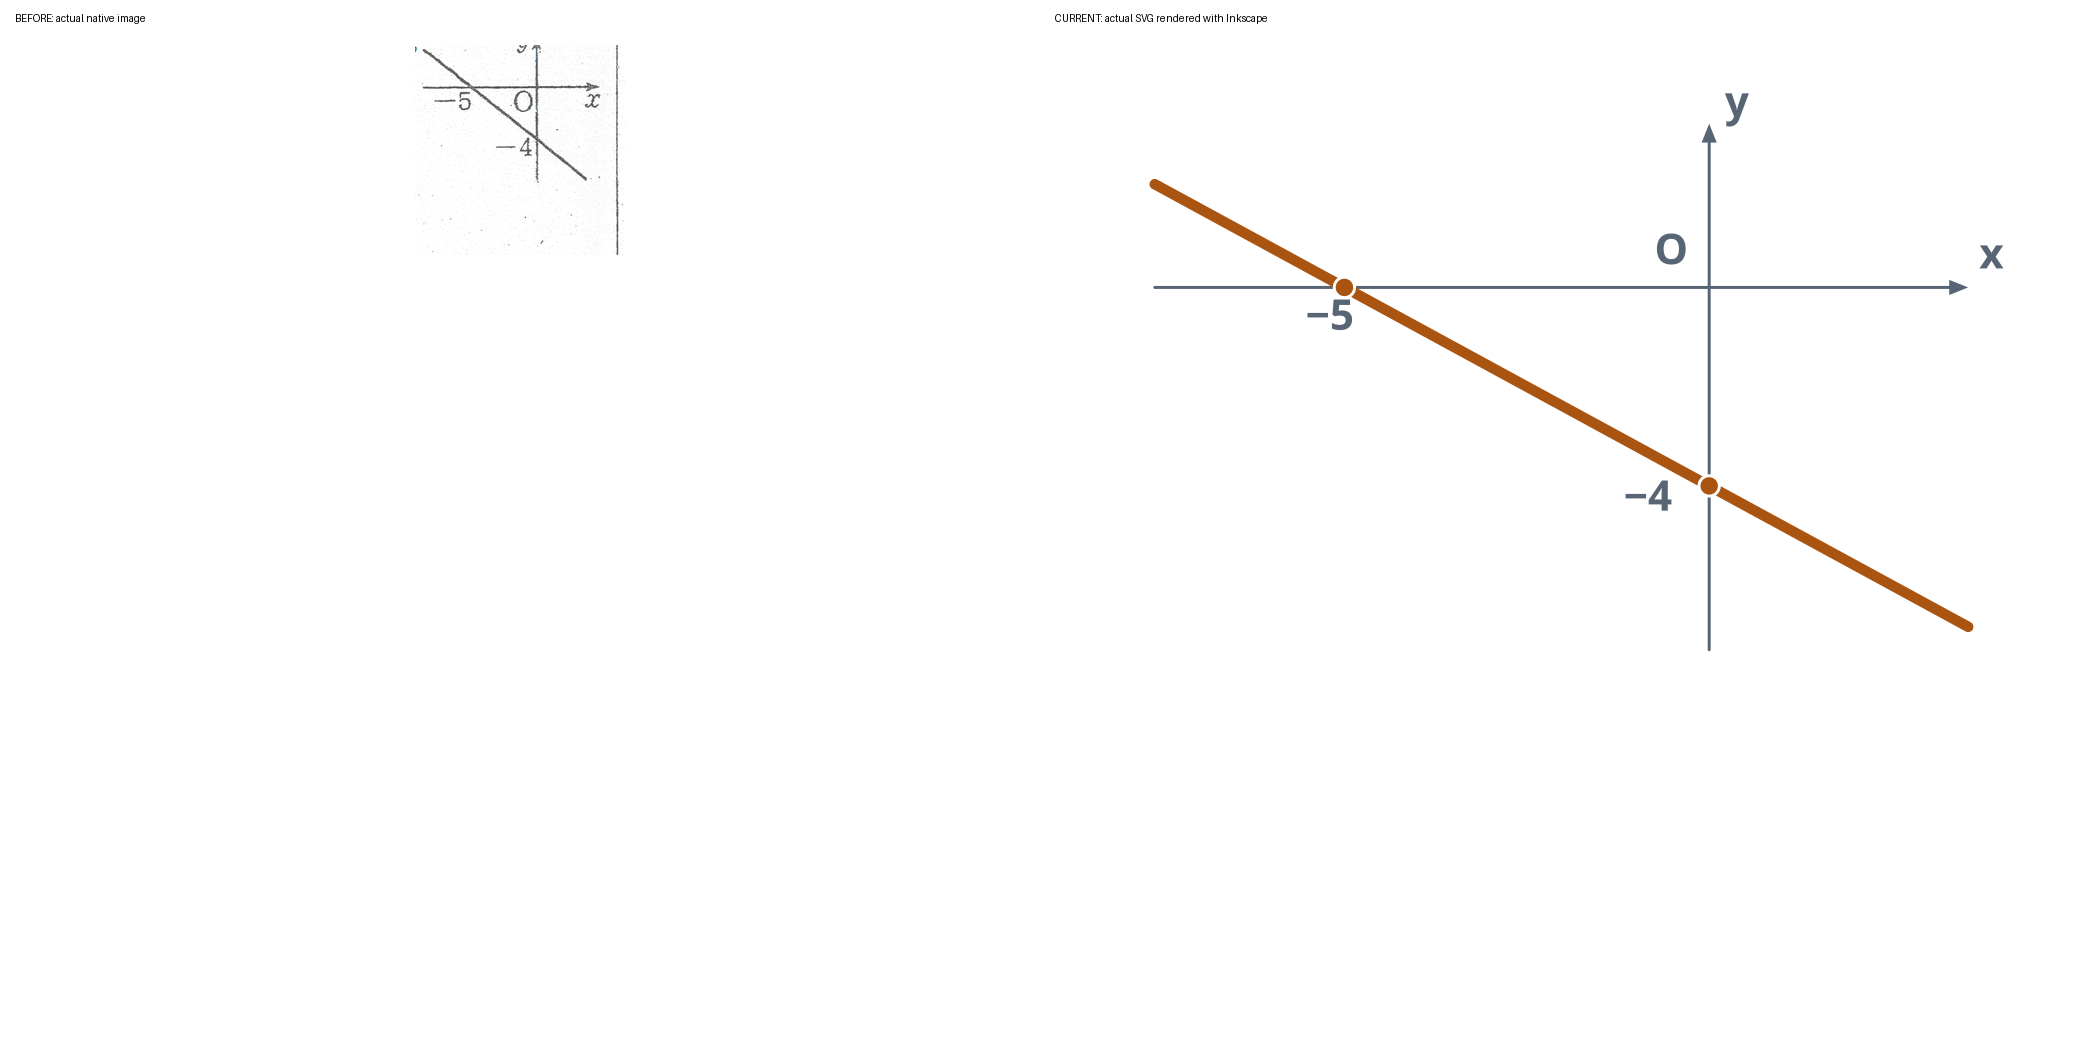 BEFORE: actual native image
CURRENT: actual SVG rendered with Inkscape
y
−5
O
x
−4
y
O
x
−5
−4